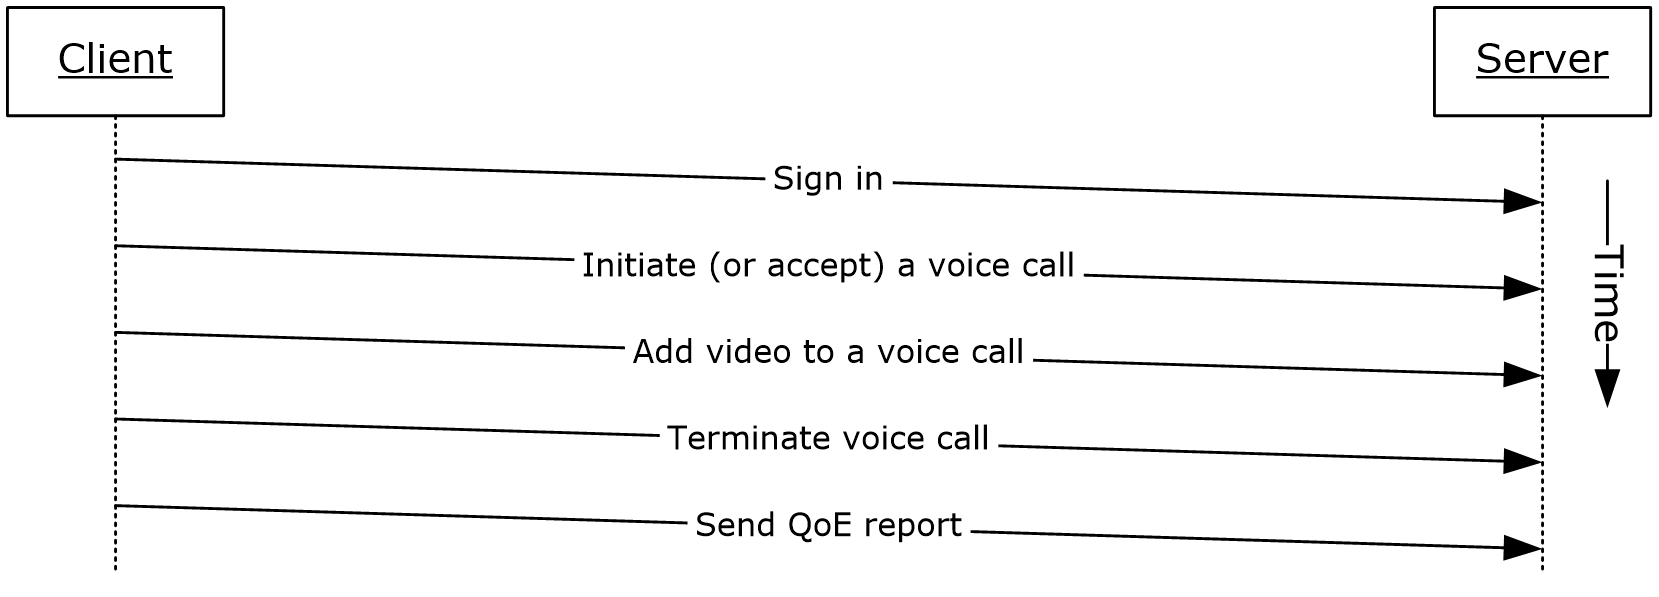 Client
Server
Sign in
Initiate (or accept) a voice call
Time
Add video to a voice call
Terminate voice call
Send QoE report